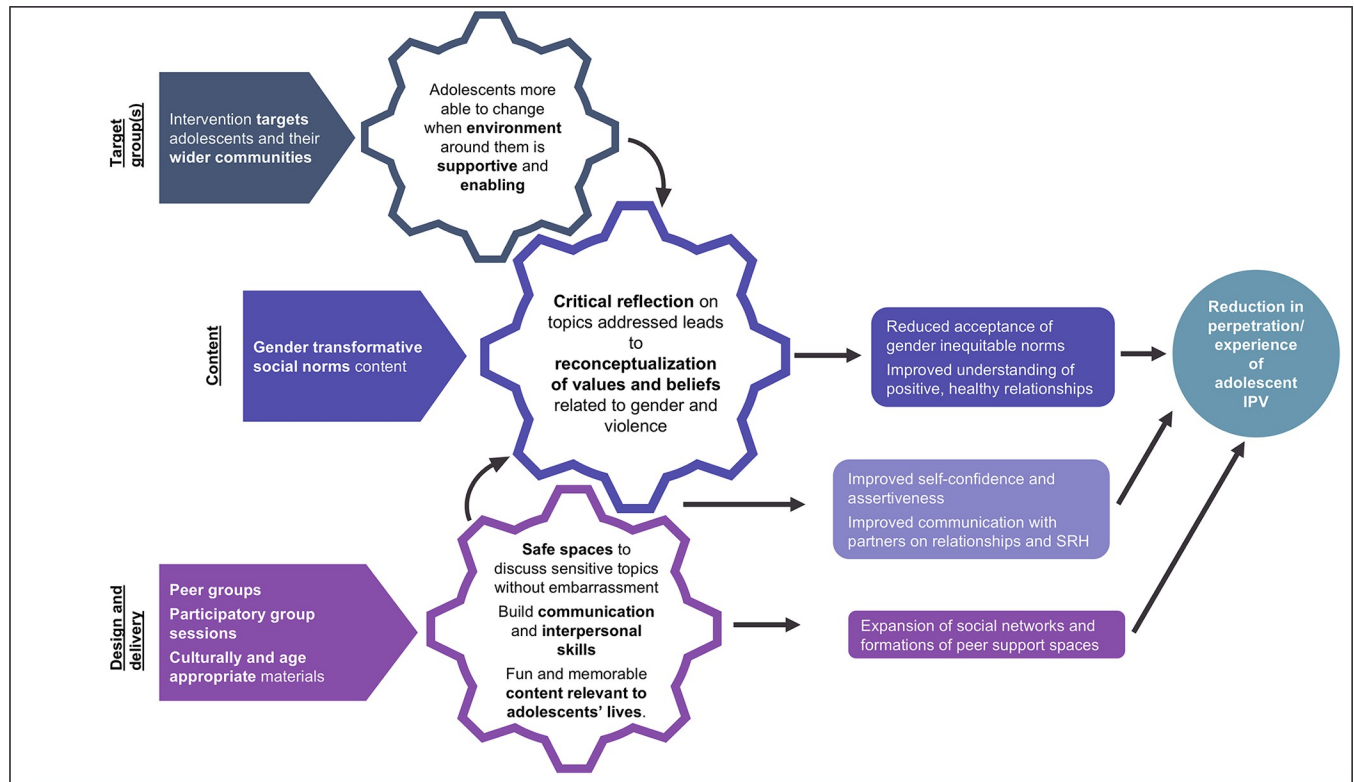 Target
group(s)
Intervention targets
adolescents and their
wider communities
Adolescents more
able to change
when environment
around them is
supportive and
enabling
Content
Gender transformative
social norms content
Critical reflection on
topics addressed leads
to
reconceptualization
of values and beliefs
related to gender and
violence
Reduced acceptance of
gender inequitable norms
Improved understanding of
positive, healthy relationships
Reduction in
perpetration/
experience
of
adolescent
IPV
Improved self-confidence and
assertiveness
Improved communication with
partners on relationships and SRH
Design and
delivery
Peer groups
Participatory group
sessions
Culturally and age
appropriate materials
Safe spaces to
discuss sensitive topics
without embarrassment
Build communication
and interpersonal
skills
Fun and memorable
content relevant to
adolescents’ lives.
Expansion of social networks and
formations of peer support spaces